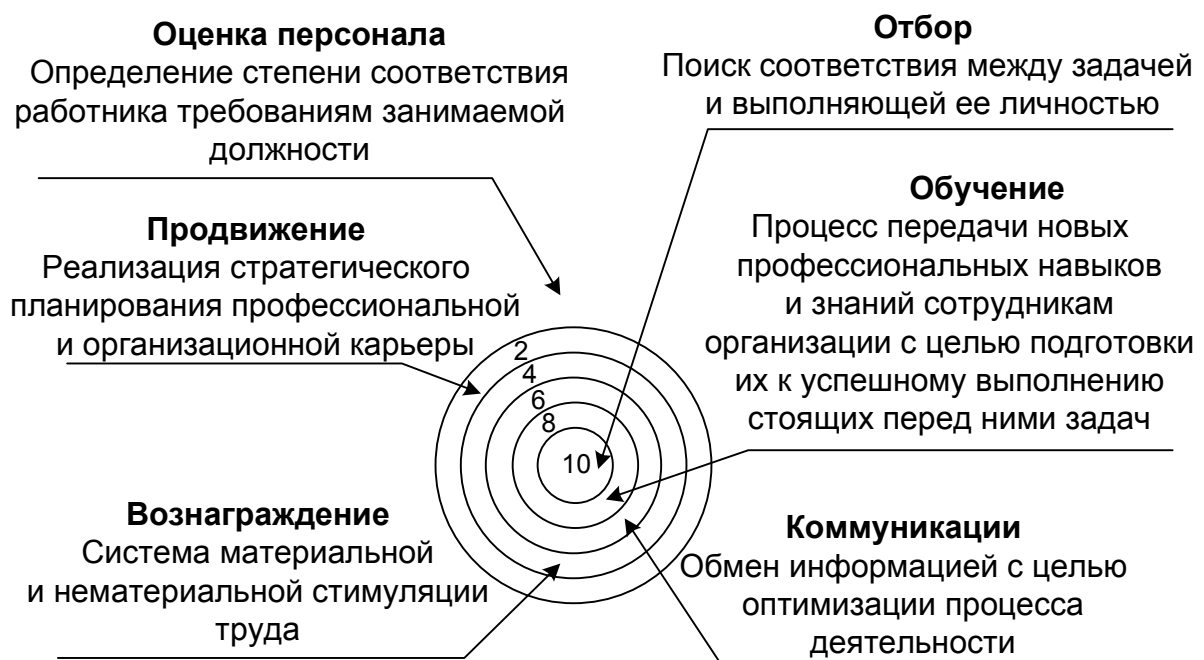 Оценка персонала
Определение степени соответствия
работника требованиям занимаемой
должности
Отбор
Поиск соответствия между задачей
и выполняющей ее личностью
Продвижение
Реализация стратегического
планирования профессиональной
и организационной карьеры
Обучение
Процесс передачи новых
профессиональных навыков
и знаний сотрудникам
организации с целью подготовки
их к успешному выполнению
стоящих перед ними задач
2
4
6
8
10
Вознаграждение
Система материальной
и нематериальной стимуляции
труда
Коммуникации
Обмен информацией с целью
оптимизации процесса
деятельности